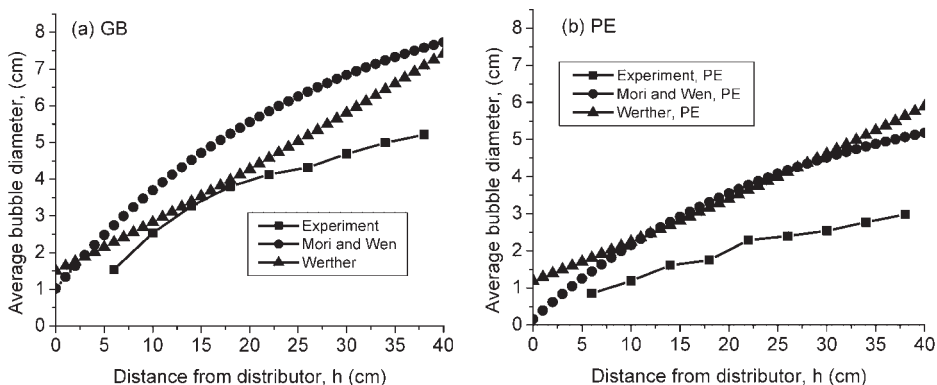 (a) GB
Average bubble diameter, (cm)
8
7
6
5
4
3
2
1
0
Experiment
Mori and Wen
Werther
0 5 10 15 20 25 30 35 40
Distance from distributor, h (cm)
(b) PE
Average bubble diameter, (cm)
8
7
6
5
4
3
2
1
0
Experiment, PE
Mori and Wen, PE
Werther, PE
0 5 10 15 20 25 30 35 40
Distance from distributor, h (cm)